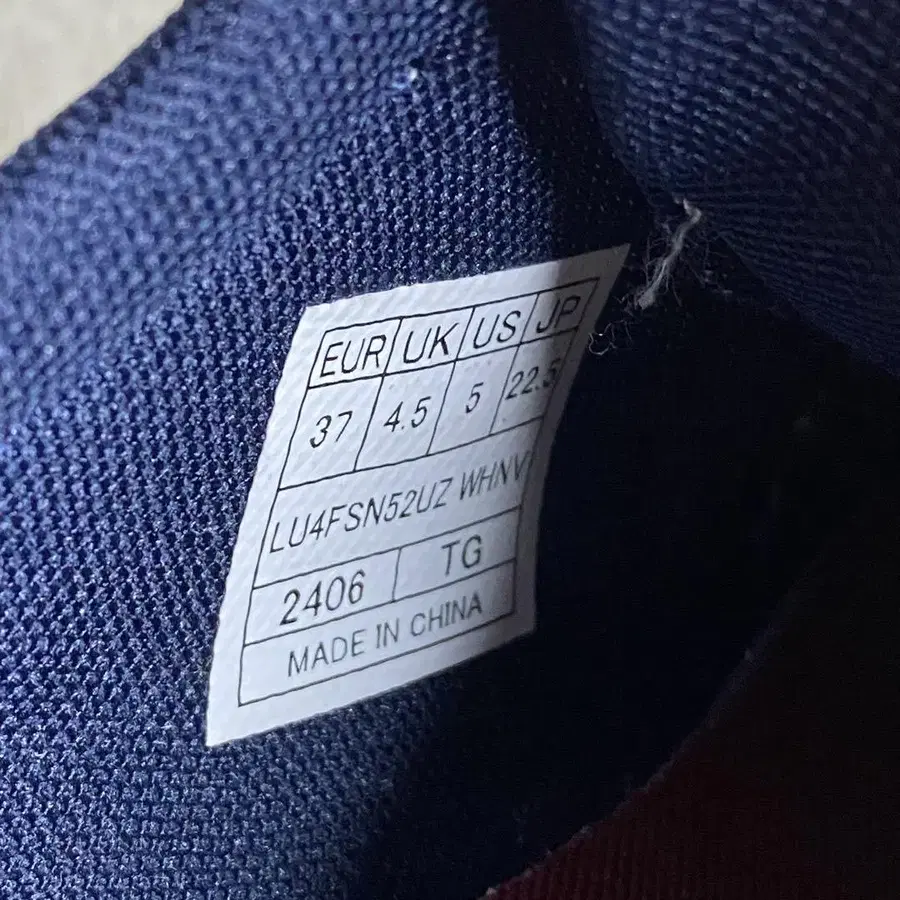 EUR UK US JP
37 4.5 5 22.5
LU4FSN52UZ WHNV
2406 TG
MADE IN CHINA